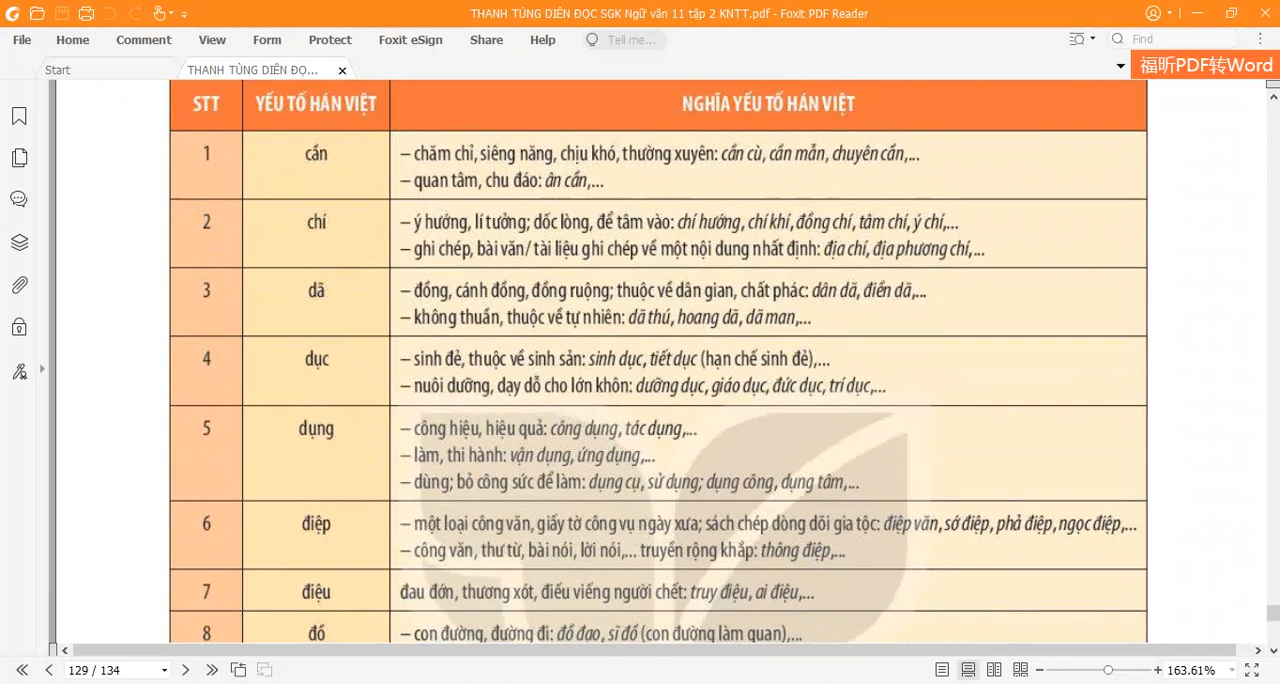 THANH TÙNG DIÊN ĐỌC SGK Ngữ văn 11 tập 2 KNTT.pdf - Foxit PDF Reader
File Home Comment View Form Protect Foxit eSign Share Help Tell me... Find
Start THANH TÙNG DIÊN ĐỌ... 福昕PDF转Word
STT YẾU TỐ HÁN VIỆT NGHĨA YẾU TỐ HÁN VIỆT
1 cần – chăm chỉ, siêng năng, chịu khó, thường xuyên: cần cù, cần mẫn, chuyên cần,...
– quan tâm, chu đáo: ân cần,...
2 chí – ý hướng, lí tưởng; dốc lòng, để tâm vào: chí hướng, chí khí, đồng chí, tâm chí, ý chí,...
– ghi chép, bài văn/ tài liệu ghi chép về một nội dung nhất định: địa chí, địa phương chí,...
3 dã – đồng, cánh đồng, đồng ruộng; thuộc về dân gian, chất phác: dân dã, điền dã,...
– không thuần, thuộc về tự nhiên: dã thú, hoang dã, dã man,...
4 dục – sinh đẻ, thuộc về sinh sản: sinh dục, tiết dục (hạn chế sinh đẻ),...
– nuôi dưỡng, dạy dỗ cho lớn khôn: dưỡng dục, giáo dục, đức dục, trí dục,...
5 dụng – công hiệu, hiệu quả: công dụng, tác dụng,...
– làm, thi hành: vận dụng, ứng dụng,...
– dùng; bỏ công sức để làm: dụng cụ, sử dụng; dụng công, dụng tâm,...
6 điệp – một loại công văn, giấy tờ công vụ ngày xưa; sách chép dòng dõi gia tộc: điệp văn, sớ điệp, phả điệp, ngọc điệp,...
– công văn, thư từ, bài nói, lời nói,... truyền rộng khắp: thông điệp,...
7 điệu đau đớn, thương xót, điếu viếng người chết: truy điệu, ai điệu,...
8 đồ – con đường, đường đi: đồ đạo, sĩ đồ (con đường làm quan),...
129 / 134 163.61%